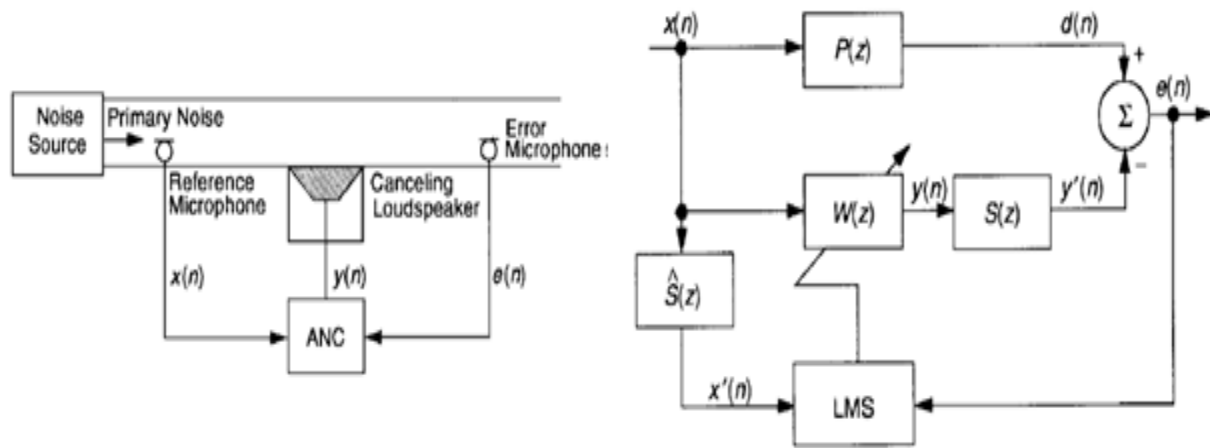 Noise
Source
Primary Noise
Reference
Microphone
Canceling
Loudspeaker
Error
Microphone
x(n)
y(n)
e(n)
ANC
x(n)
P(z)
d(n)
+
e(n)
Σ
−
W(z)
y(n)
S(z)
y'(n)
Ŝ(z)
x'(n)
LMS